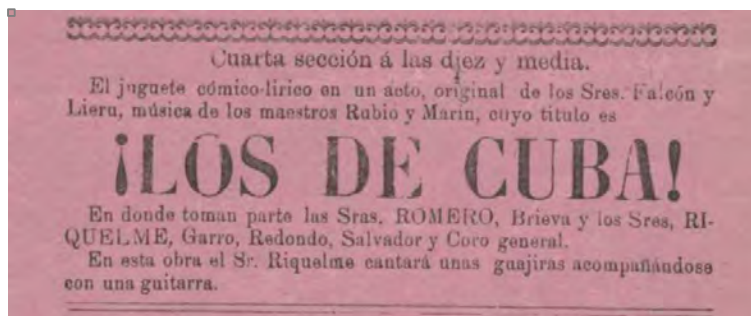 Cuarta sección á las diez y media.
El juguete cómico-lirico en un acto, original de los Sres. Falcón y
Lieru, música de los maestros Rubio y Marin, cuyo titulo es
¡LOS DE CUBA!
En donde toman parte las Sras. ROMERO, Brieva y los Sres, RI-
QUELME, Garro, Redondo, Salvador y Coro general.
En esta obra el Sr. Riquelme cantará unas guajiras acompañándose
con una guitarra.